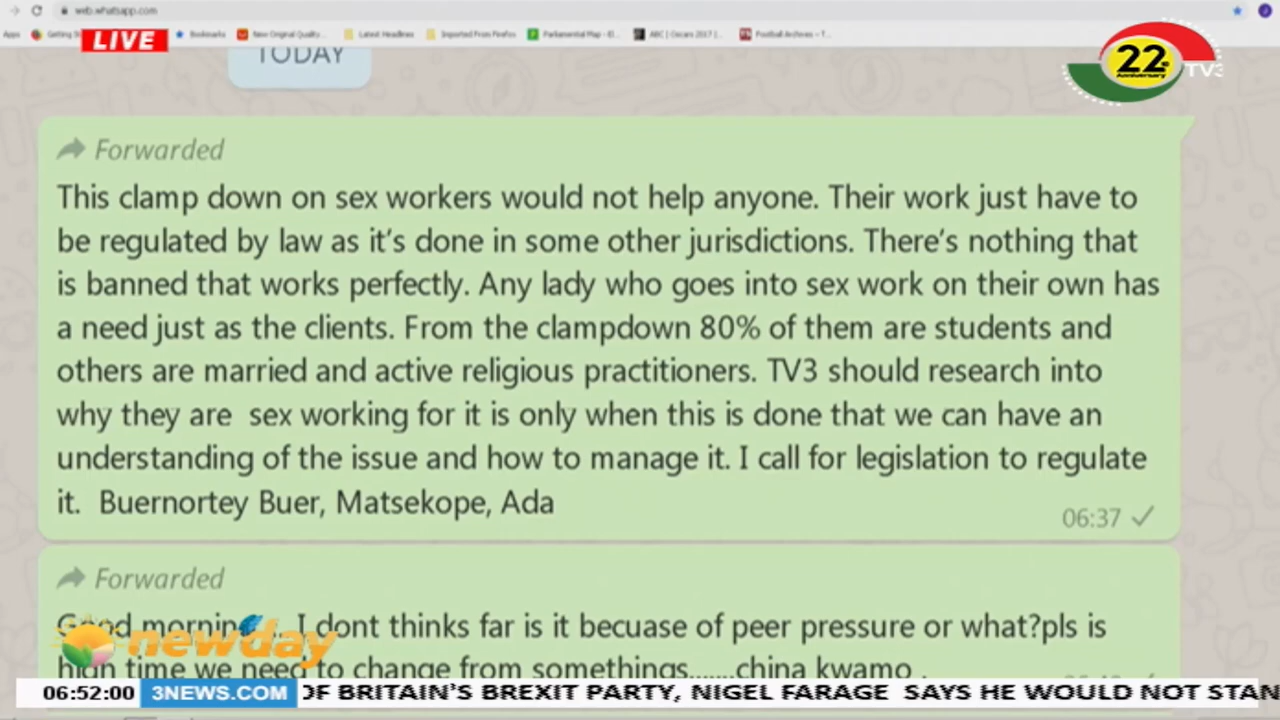 web.whatsapp.com
Apps Getting S Bookmarks New Original Quality... Latest Headlines Imported From Firefox Parliamental Map - El... ABC | Oscars 2017 |... Football Archives - T...
LIVE
22
Anniversary
TV3
TODAY
Forwarded
This clamp down on sex workers would not help anyone. Their work just have to
be regulated by law as it's done in some other jurisdictions. There's nothing that
is banned that works perfectly. Any lady who goes into sex work on their own has
a need just as the clients. From the clampdown 80% of them are students and
others are married and active religious practitioners. TV3 should research into
why they are sex working for it is only when this is done that we can have an
understanding of the issue and how to manage it. I call for legislation to regulate
it. Buernortey Buer, Matsekope, Ada
06:37
Forwarded
Good morning... I dont thinks far is it becuase of peer pressure or what?pls is
high time we need to change from somethings.......china kwamo
newday
06:52:00 3NEWS.COM OF BRITAIN'S BREXIT PARTY, NIGEL FARAGE SAYS HE WOULD NOT STAN